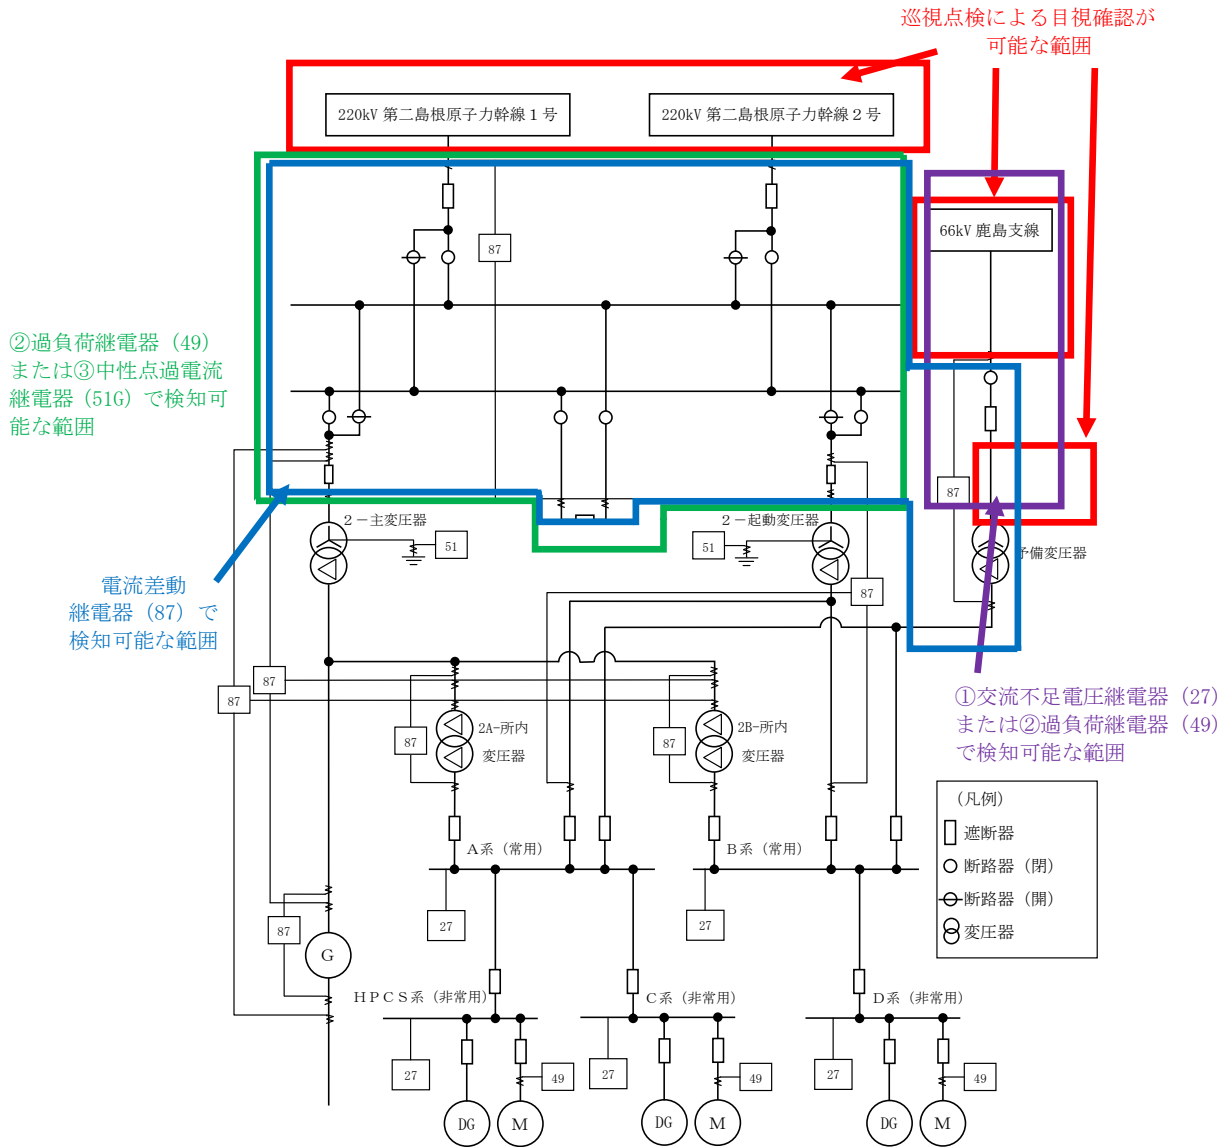 巡視点検による目視確認が
可能な範囲
220kV 第二島根原子力幹線１号
220kV 第二島根原子力幹線２号
66kV 鹿島支線
87
②過負荷継電器（49）
または③中性点過電流
継電器（51G）で検知可
能な範囲
87
２－主変圧器
51
２－起動変圧器
51
予備変圧器
電流差動
継電器（87）で
検知可能な範囲
87
87
87
①交流不足電圧継電器（27）
または②過負荷継電器（49）
で検知可能な範囲
87
2A-所内
変圧器
87
2B-所内
変圧器
（凡例）
遮断器
断路器（閉）
断路器（開）
変圧器
Ａ系（常用）
Ｂ系（常用）
27
27
87
G
ＨＰＣＳ系（非常用）
Ｃ系（非常用）
Ｄ系（非常用）
27
49
27
49
27
49
DG
M
DG
M
DG
M